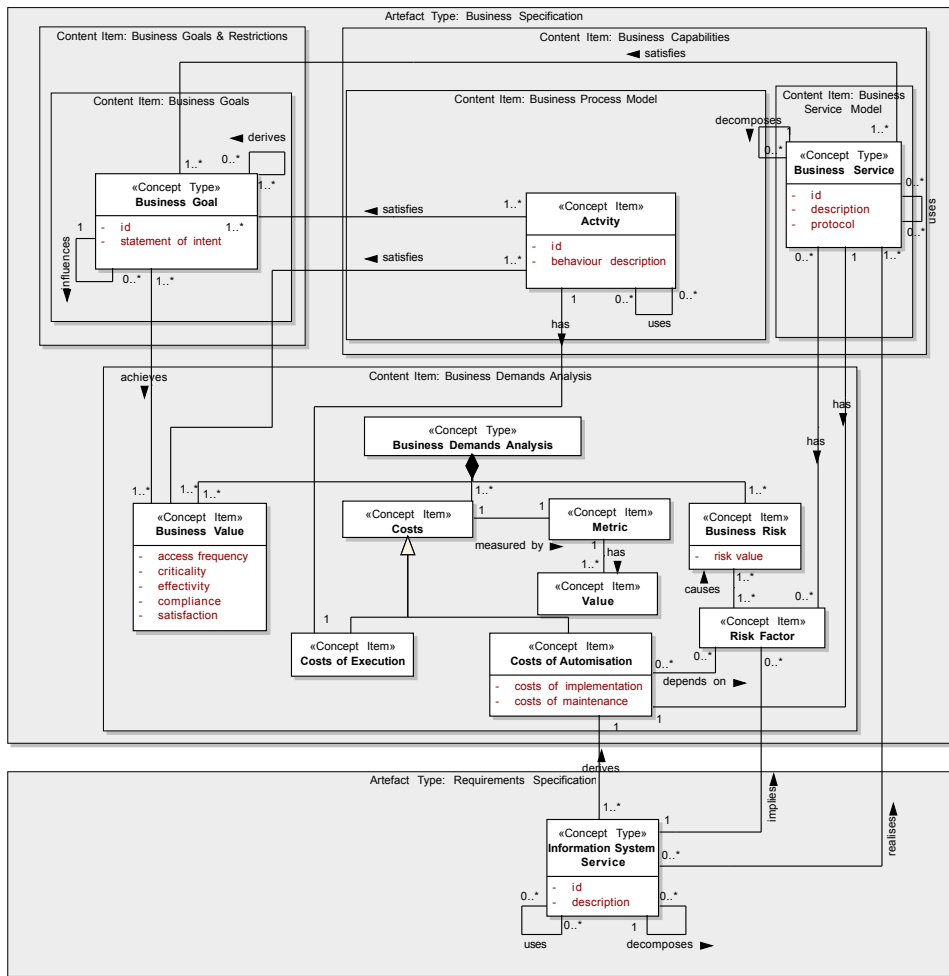 Artefact Type: Business Specification
Content Item: Business Goals & Restrictions
Content Item: Business Capabilities
satisfies
Content Item: Business Goals
Content Item: Business Process Model
Content Item: Business
Service Model
derives
0..*
1..*
1..*
decomposes
1
0..*
1..*
«Concept Type»
Business Goal
- id
- statement of intent
1..*
1
0..*
influences
1..*
satisfies
1..*
satisfies
1..*
«Concept Item»
Actvity
- id
- behaviour description
1
0..*
0..*
uses
has
«Concept Type»
Business Service
- id
- description
- protocol
0..*
0..*
uses
0..*
1
1..*
achieves
Content Item: Business Demands Analysis
has
has
«Concept Type»
Business Demands Analysis
1..*
1..*
1..*
1..*
1..*
«Concept Item»
Business Value
- access frequency
- criticality
- effectivity
- compliance
- satisfaction
«Concept Item»
Costs
1
1
measured by
«Concept Item»
Metric
1
has
1..*
«Concept Item»
Value
«Concept Item»
Business Risk
- risk value
causes
1..*
1..*
0..*
«Concept Item»
Risk Factor
1
«Concept Item»
Costs of Execution
«Concept Item»
Costs of Automisation
- costs of implementation
- costs of maintenance
0..*
0..*
depends on
0..*
1
1
derives
Artefact Type: Requirements Specification
implies
realises
1..*
1
0..*
«Concept Type»
Information System
Service
- id
- description
0..*
0..*
uses
0..*
1
decomposes